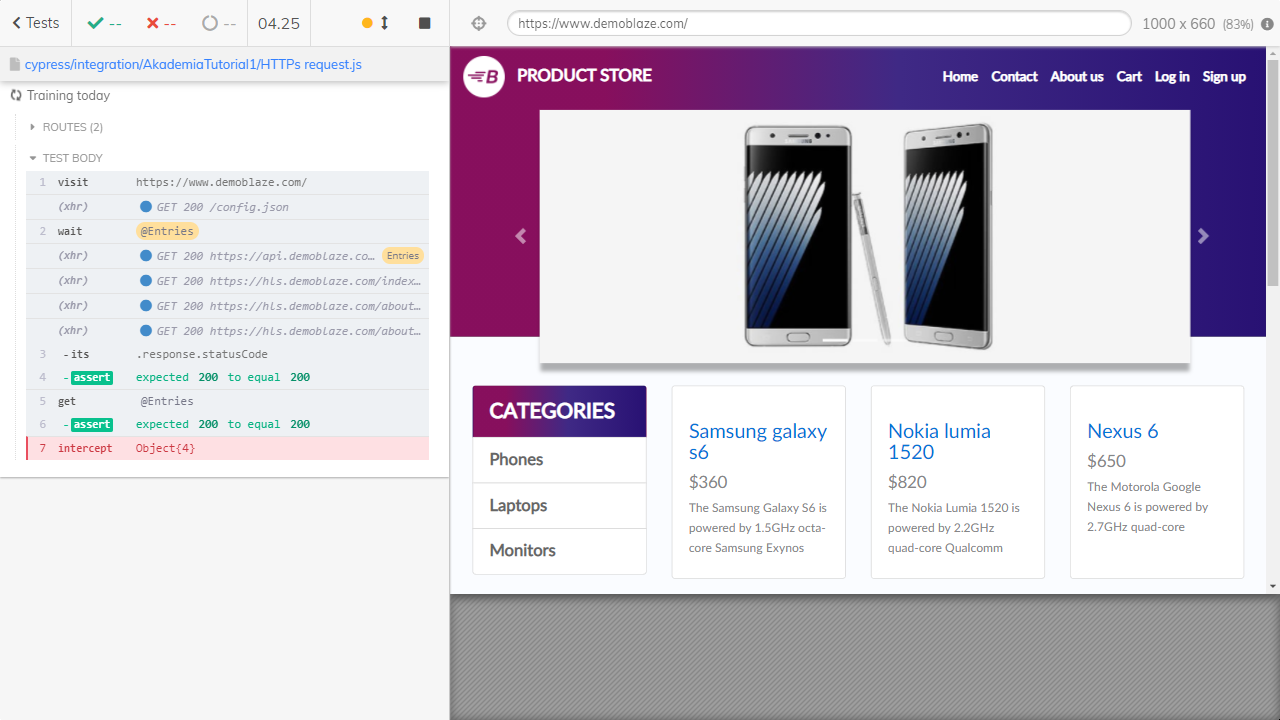 Tests
--
--
--
04.25
https://www.demoblaze.com/
1000 x 660 (83%)
cypress/integration/AkademiaTutorial1/HTTPs request.js
Training today
ROUTES (2)
TEST BODY
1 visit https://www.demoblaze.com/
(xhr) GET 200 /config.json
2 wait @Entries
(xhr) GET 200 https://api.demoblaze.co... Entries
(xhr) GET 200 https://hls.demoblaze.com/index...
(xhr) GET 200 https://hls.demoblaze.com/about...
(xhr) GET 200 https://hls.demoblaze.com/about...
3 -its .response.statusCode
4 -assert expected 200 to equal 200
5 get @Entries
6 -assert expected 200 to equal 200
7 intercept Object{4}
B
PRODUCT STORE
Home Contact About us Cart Log in Sign up
CATEGORIES
Phones
Laptops
Monitors
Samsung galaxy
s6
$360
The Samsung Galaxy S6 is
powered by 1.5GHz octa-
core Samsung Exynos
Nokia lumia
1520
$820
The Nokia Lumia 1520 is
powered by 2.2GHz
quad-core Qualcomm
Nexus 6
$650
The Motorola Google
Nexus 6 is powered by
2.7GHz quad-core